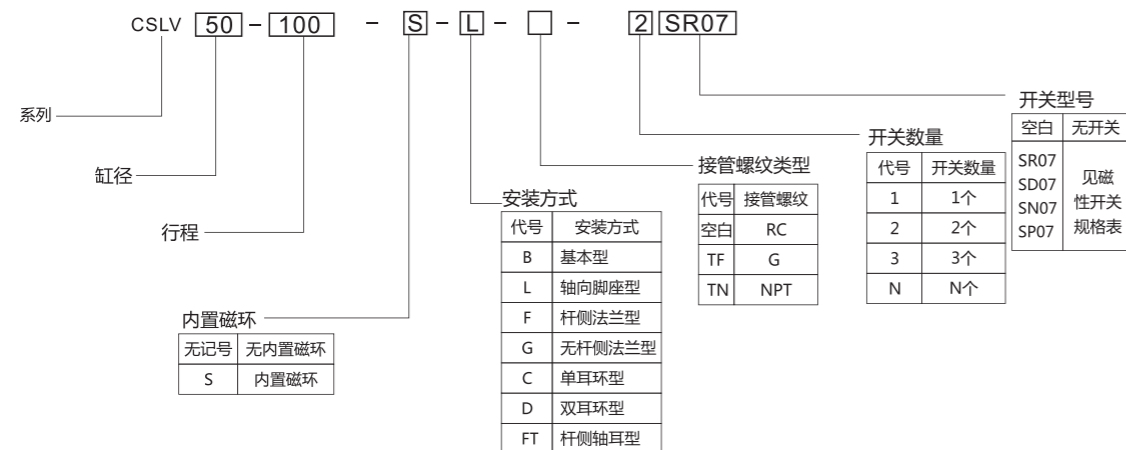 CSLV 50 - 100 - S - L - □ - 2 SR07
系列
缸径
行程
内置磁环
无记号 无内置磁环
S 内置磁环
安装方式
代号 安装方式
B 基本型
L 轴向脚座型
F 杆侧法兰型
G 无杆侧法兰型
C 单耳环型
D 双耳环型
FT 杆侧轴耳型
接管螺纹类型
代号 接管螺纹
空白 RC
TF G
TN NPT
开关数量
代号 开关数量
1 1个
2 2个
3 3个
N N个
开关型号
空白 无开关
SR07
SD07
SN07
SP07
见磁
性开关
规格表